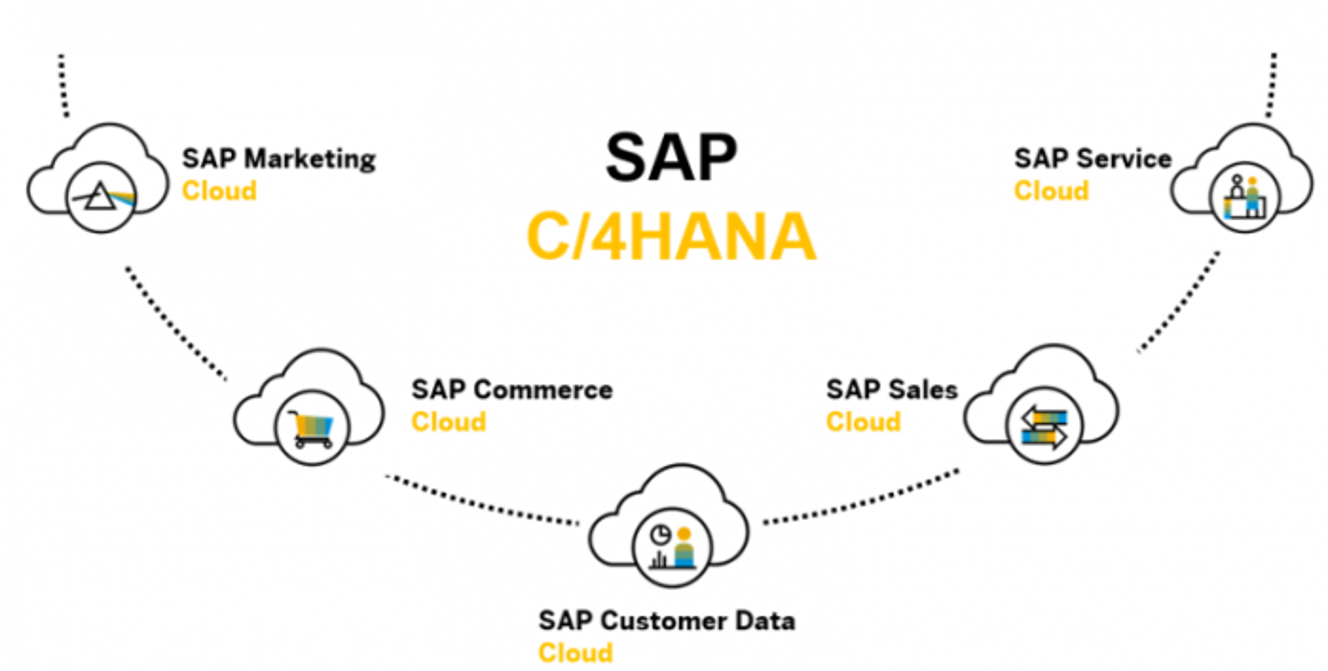 SAP
C/4HANA
SAP Marketing
Cloud
SAP Service
Cloud
SAP Commerce
Cloud
SAP Sales
Cloud
SAP Customer Data
Cloud